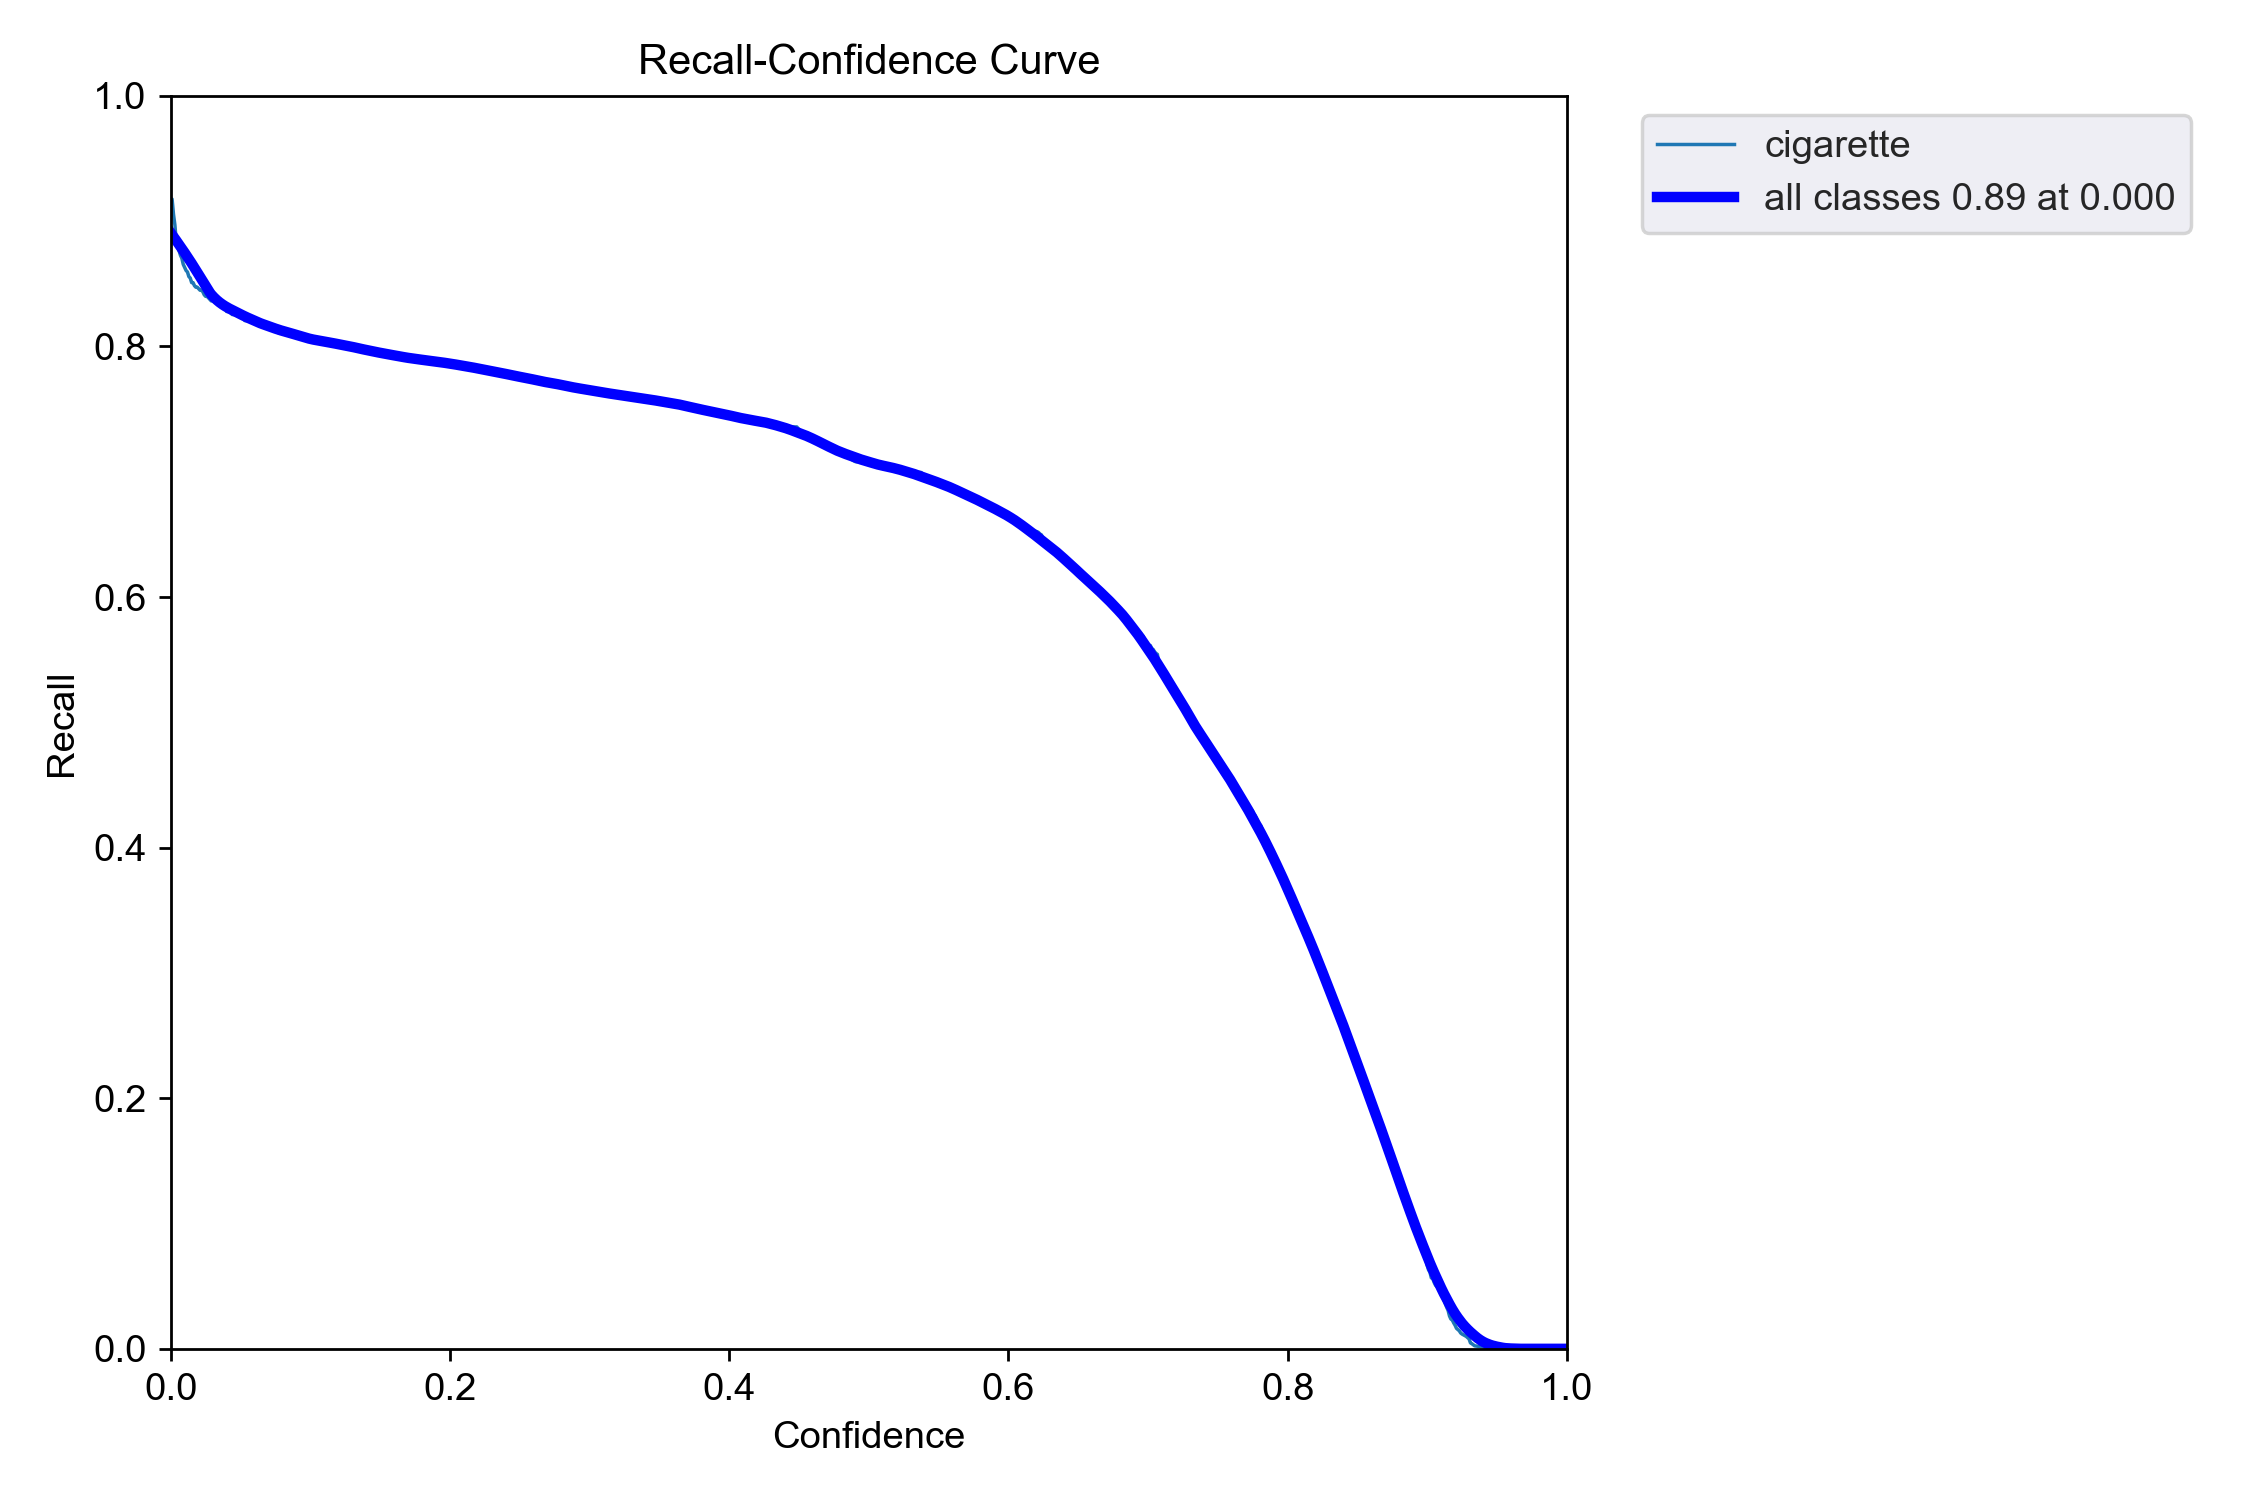 Recall-Confidence Curve
1.0
0.8
0.6
0.4
0.2
0.0
Recall
0.0 0.2 0.4 0.6 0.8 1.0
Confidence
cigarette
all classes 0.89 at 0.000